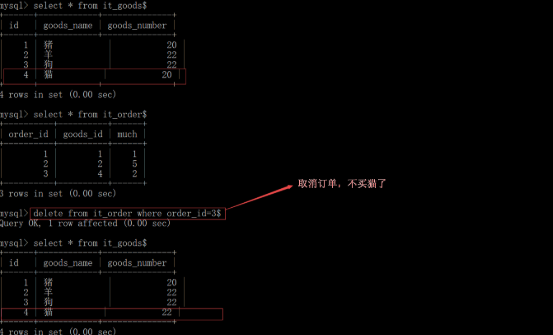 mysql> select * from it_goods$
id | goods_name | goods_number
1 | 猪 | 20
2 | 羊 | 22
3 | 狗 | 22
4 | 猫 | 20
4 rows in set (0.00 sec)
mysql> select * from it_order$
order_id | goods_id | much
1 | 1 | 1
2 | 2 | 5
3 | 4 | 2
3 rows in set (0.00 sec)
取消订单，不买猫了
mysql> delete from it_order where order_id=3$
Query OK, 1 row affected (0.00 sec)
mysql> select * from it_goods$
id | goods_name | goods_number
1 | 猪 | 20
2 | 羊 | 22
3 | 狗 | 22
4 | 猫 | 22
4 rows in set (0.00 sec)